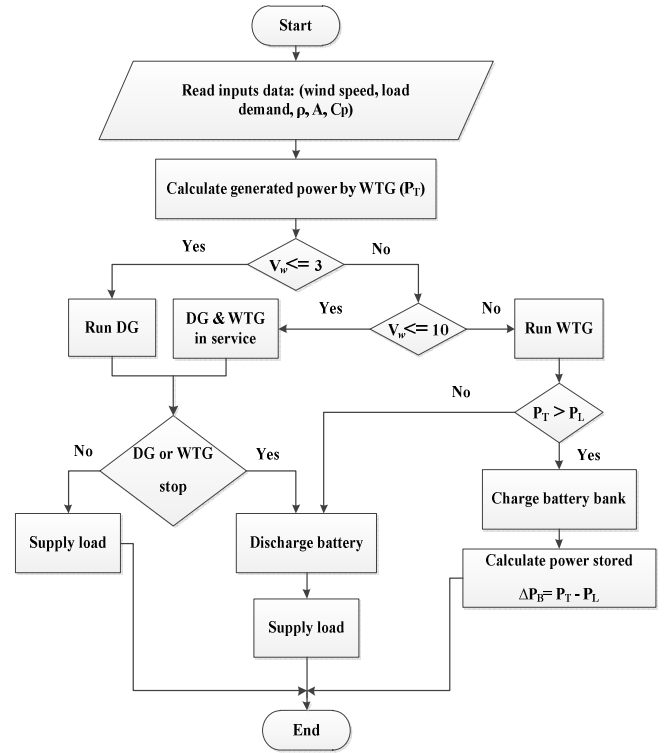 Start
Read inputs data: (wind speed, load
demand, ρ, A, Cp)
Calculate generated power by WTG (PT)
Yes
No
Vw<= 3
Run DG
DG & WTG
in service
Yes
Vw<= 10
No
Run WTG
No
PT > PL
Yes
No
DG or WTG
stop
Yes
Charge battery bank
Supply load
Discharge battery
Calculate power stored
ΔPB= PT - PL
Supply load
End